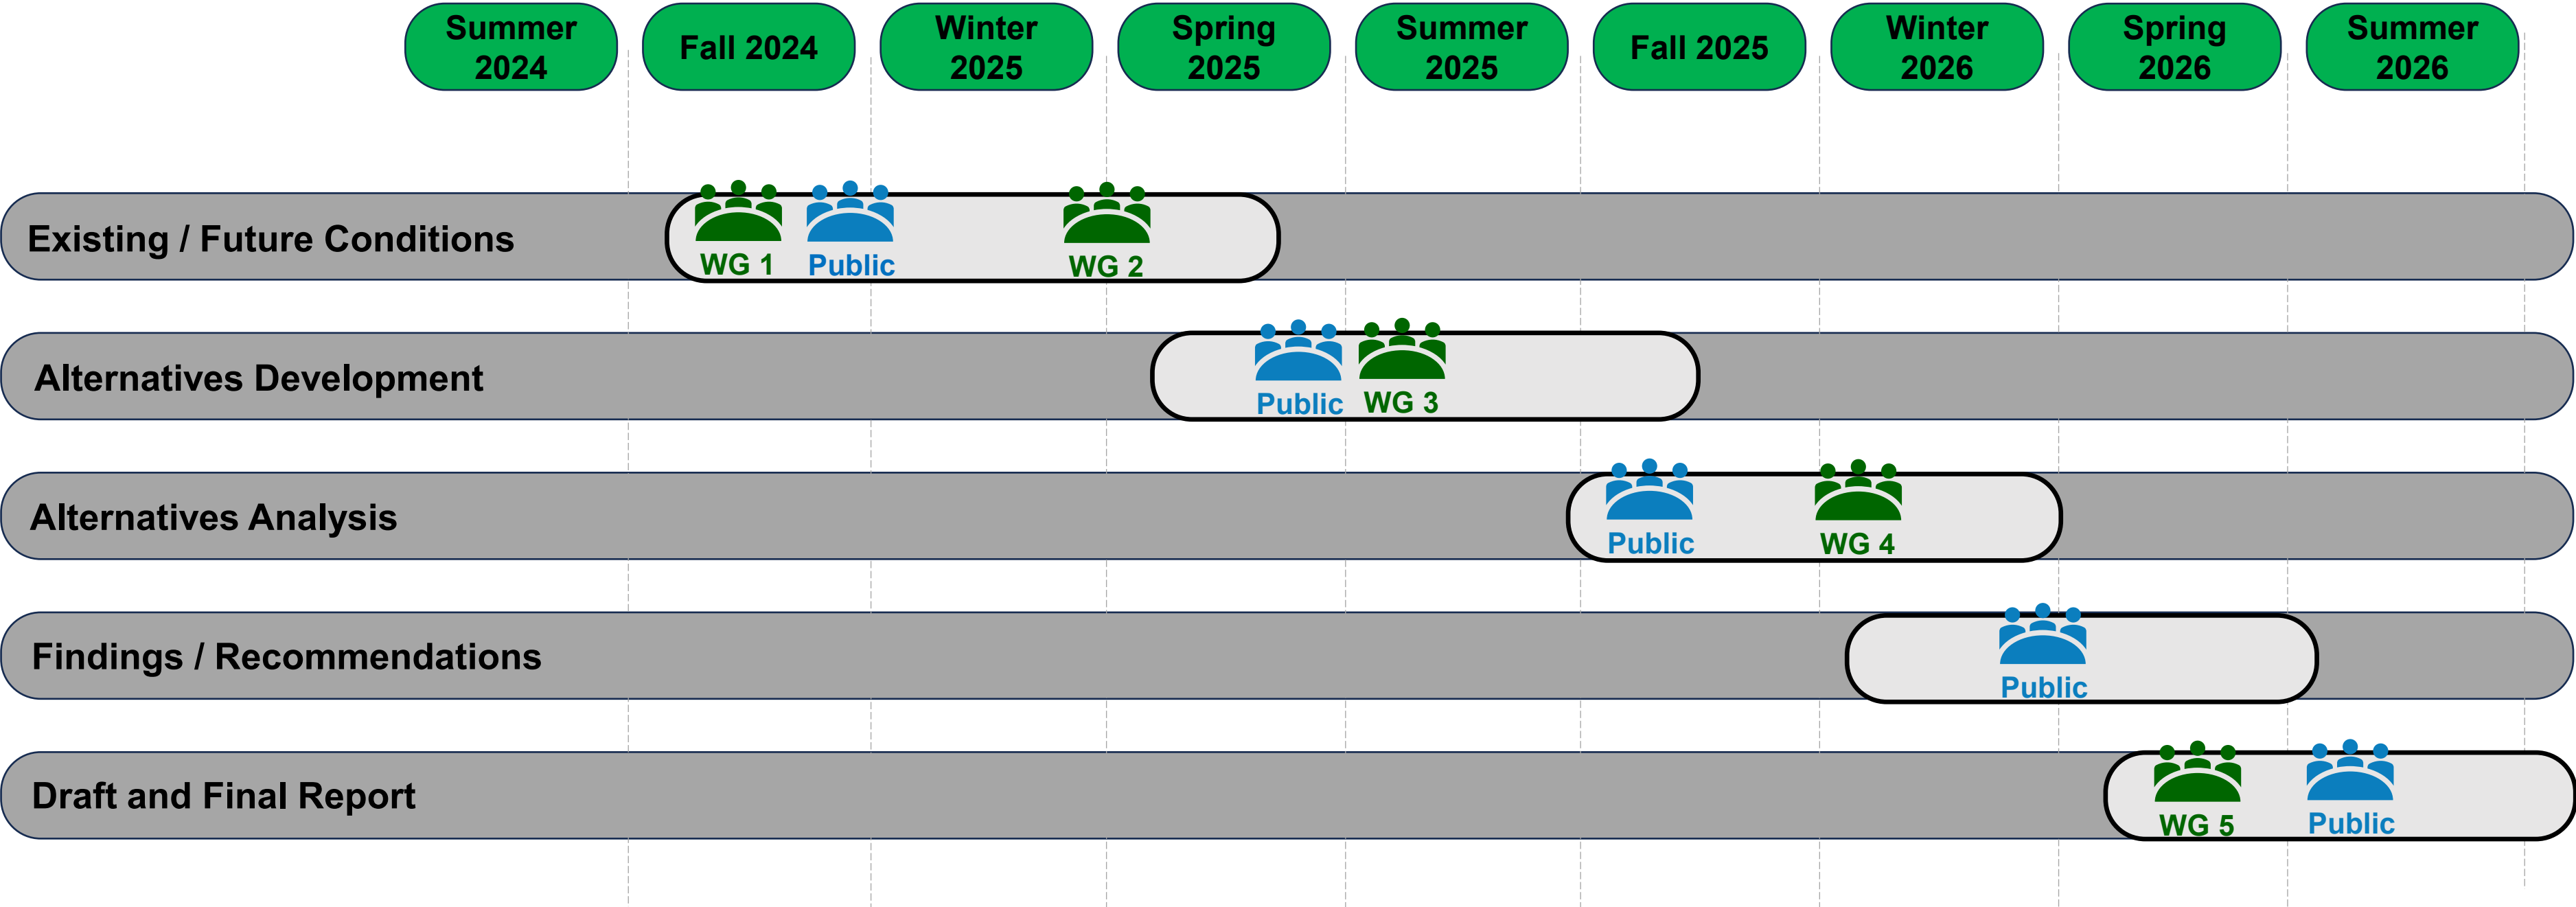 Summer
2024
Fall 2024
Winter
2025
Spring
2025
Summer
2025
Fall 2025
Winter
2026
Spring
2026
Summer
2026
Existing / Future Conditions
WG 1
Public
WG 2
Alternatives Development
Public
WG 3
Alternatives Analysis
Public
WG 4
Findings / Recommendations
Public
Draft and Final Report
WG 5
Public